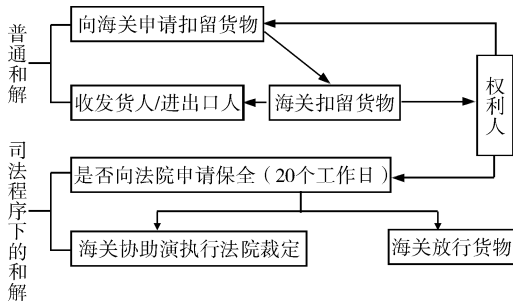 普通和解
向海关申请扣留货物
收发货人/进出口人
海关扣留货物
权利人
司法程序下的和解
是否向法院申请保全（20个工作日）
海关协助演执行法院裁定
海关放行货物